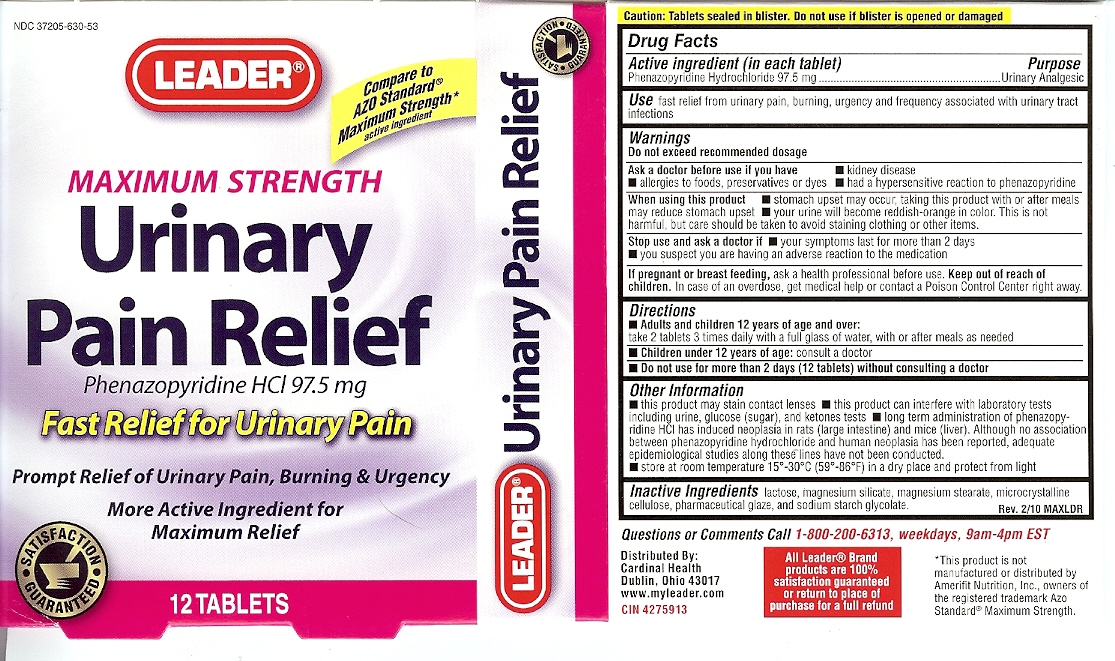 NDC 37205-630-53
LEADER®
Compare to
AZO Standard®
Maximum Strength*
active ingredient
MAXIMUM STRENGTH
Urinary
Pain Relief
Phenazopyridine HCl 97.5 mg
Fast Relief for Urinary Pain
Prompt Relief of Urinary Pain, Burning & Urgency
More Active Ingredient for
Maximum Relief
SATISFACTION GUARANTEED
12 TABLETS
SATISFACTION GUARANTEED
Urinary Pain Relief
LEADER®
Caution: Tablets sealed in blister. Do not use if blister is opened or damaged
Drug Facts
Active ingredient (in each tablet) Purpose
Phenazopyridine Hydrochloride 97.5 mg ........ Urinary Analgesic
Use fast relief from urinary pain, burning, urgency and frequency associated with urinary tract
infections
Warnings
Do not exceed recommended dosage
Ask a doctor before use if you have ■ kidney disease
■ allergies to foods, preservatives or dyes ■ had a hypersensitive reaction to phenazopyridine
When using this product ■ stomach upset may occur, taking this product with or after meals
may reduce stomach upset ■ your urine will become reddish-orange in color. This is not
harmful, but care should be taken to avoid staining clothing or other items.
Stop use and ask a doctor if ■ your symptoms last for more than 2 days
■ you suspect you are having an adverse reaction to the medication
If pregnant or breast feeding, ask a health professional before use. Keep out of reach of
children. In case of an overdose, get medical help or contact a Poison Control Center right away.
Directions
■ Adults and children 12 years of age and over:
take 2 tablets 3 times daily with a full glass of water, with or after meals as needed
■ Children under 12 years of age: consult a doctor
■ Do not use for more than 2 days (12 tablets) without consulting a doctor
Other Information
■ this product may stain contact lenses ■ this product can interfere with laboratory tests
including urine, glucose (sugar), and ketones tests ■ long term administration of phenazopy-
ridine HCl has induced neoplasia in rats (large intestine) and mice (liver). Although no association
between phenazopyridine hydrochloride and human neoplasia has been reported, adequate
epidemiological studies along these lines have not been conducted.
■ store at room temperature 15°-30°C (59°-86°F) in a dry place and protect from light
Inactive Ingredients lactose, magnesium silicate, magnesium stearate, microcrystalline
cellulose, pharmaceutical glaze, and sodium starch glycolate. Rev. 2/10 MAXLDR
Questions or Comments Call 1-800-200-6313, weekdays, 9am-4pm EST
Distributed By:
Cardinal Health
Dublin, Ohio 43017
www.myleader.com
CIN 4275913
All Leader® Brand
products are 100%
satisfaction guaranteed
or return to place of
purchase for a full refund
*This product is not
manufactured or distributed by
Amerifit Nutrition, Inc., owners of
the registered trademark Azo
Standard® Maximum Strength.